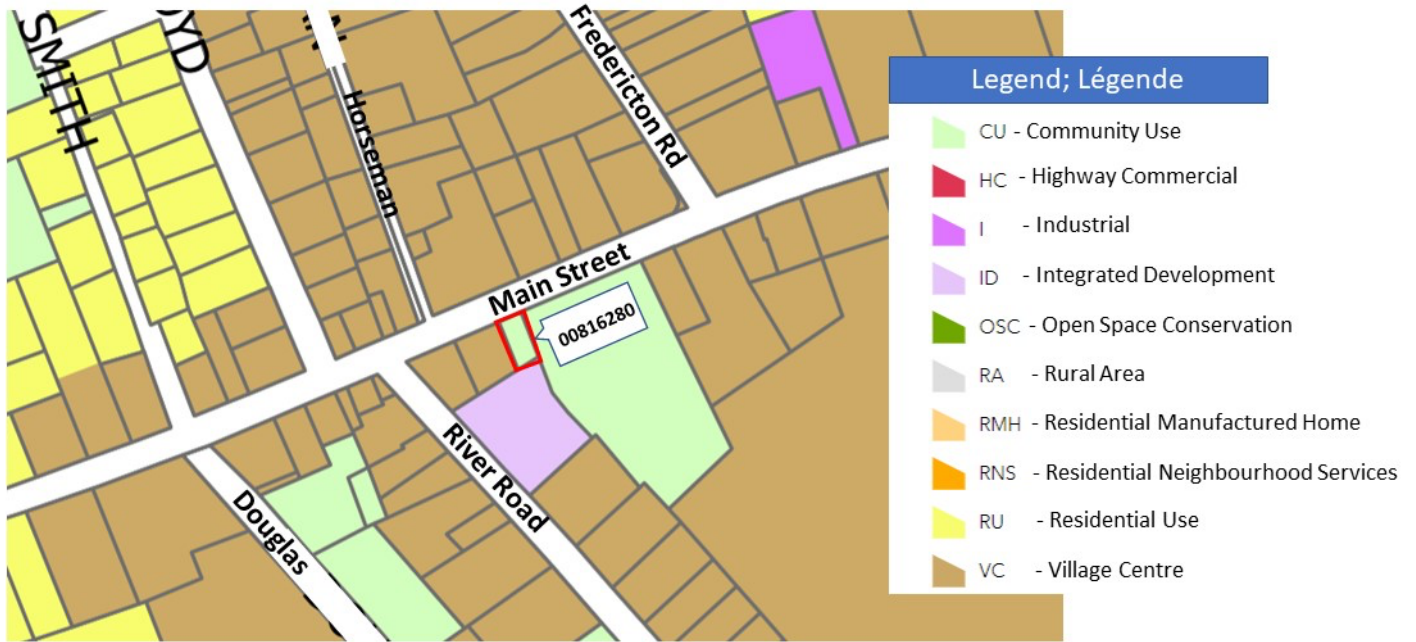 SMITH
OYD
Horseman
Fredericton Rd
Main Street
00816280
River Road
Douglas
Legend; Légende
CU - Community Use
HC - Highway Commercial
I - Industrial
ID - Integrated Development
OSC - Open Space Conservation
RA - Rural Area
RMH - Residential Manufactured Home
RNS - Residential Neighbourhood Services
RU - Residential Use
VC - Village Centre